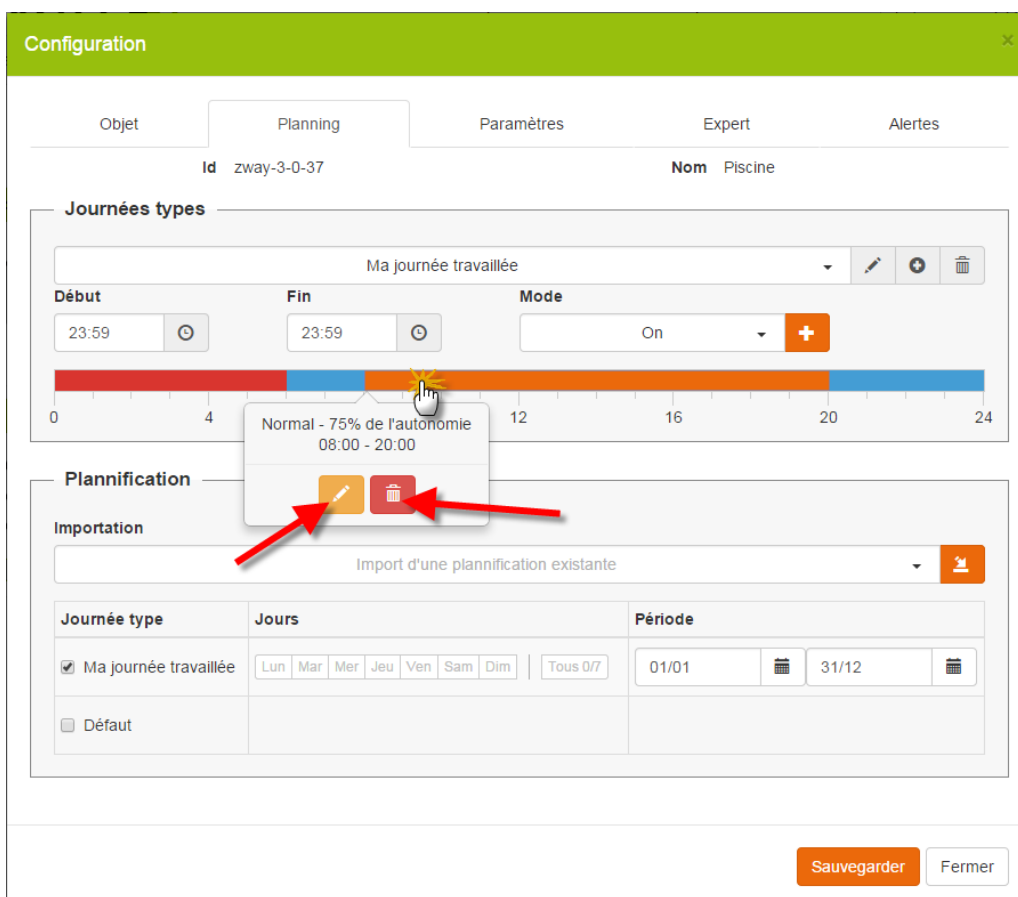 Configuration
×
Objet Planning Paramètres Expert Alertes
Id zway-3-0-37 Nom Piscine
Journées types
Ma journée travaillée
Début Fin Mode
23:59 23:59 On
0 4 12 16 20 24
Normal - 75% de l'autonomie
08:00 - 20:00
Plannification
Importation
Import d'une plannification existante
Journée type Jours Période
Ma journée travaillée Lun Mar Mer Jeu Ven Sam Dim Tous 0/7 01/01 31/12
Défaut
Sauvegarder Fermer